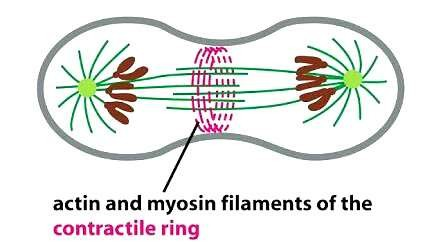 actin and myosin filaments of the
contractile ring